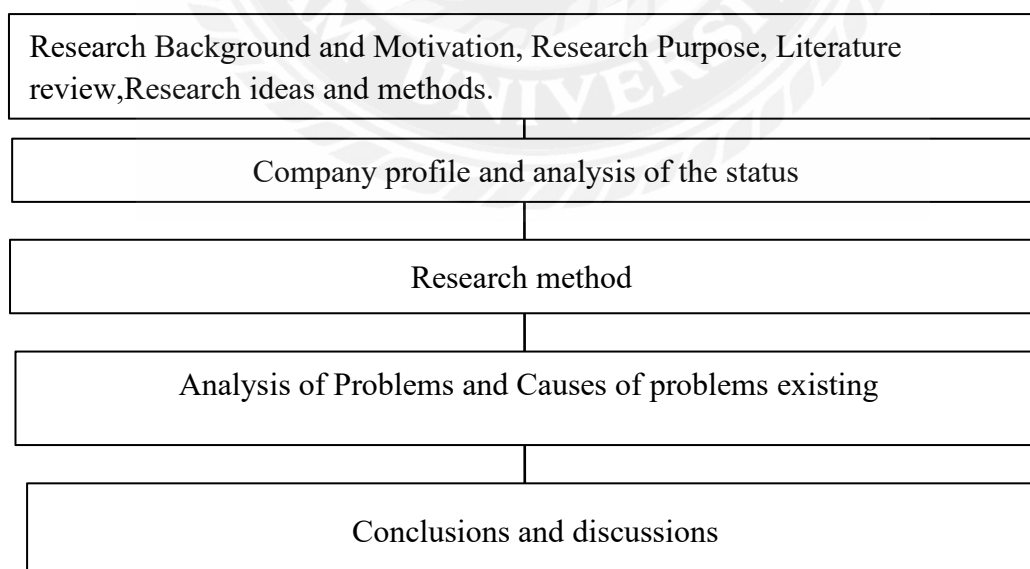 Research Background and Motivation, Research Purpose, Literature
review,Research ideas and methods.
UNIVERSI
Company profile and analysis of the status
Research method
Analysis of Problems and Causes of problems existing
Conclusions and discussions